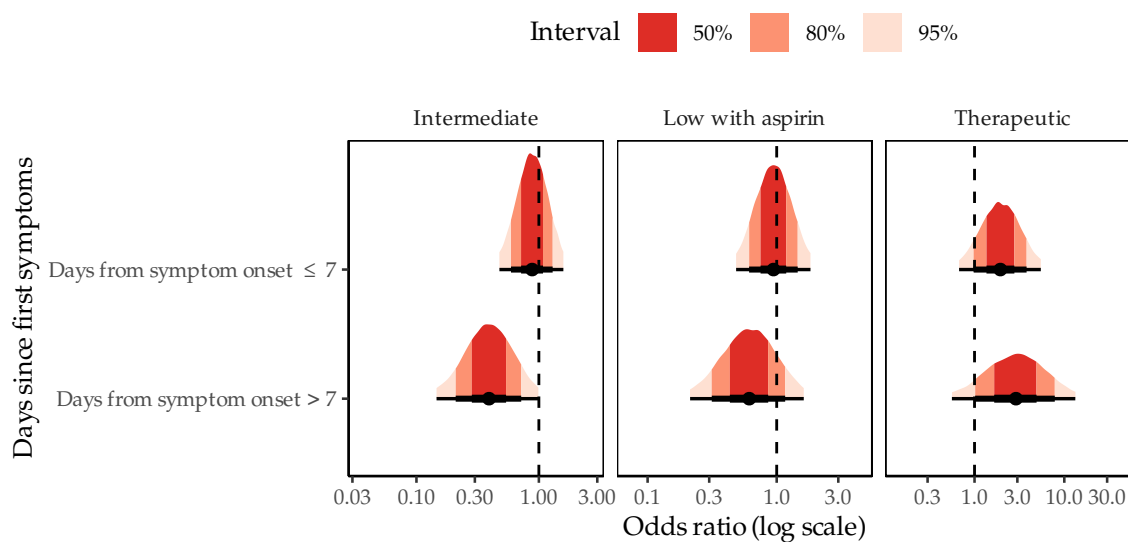 Interval 50% 80% 95%
Intermediate Low with aspirin Therapeutic
Days since first symptoms
Days from symptom onset ≤ 7
Days from symptom onset > 7
0.03 0.10 0.30 1.00 3.00 0.1 0.3 1.0 3.0 0.3 1.0 3.0 10.0 30.0
Odds ratio (log scale)